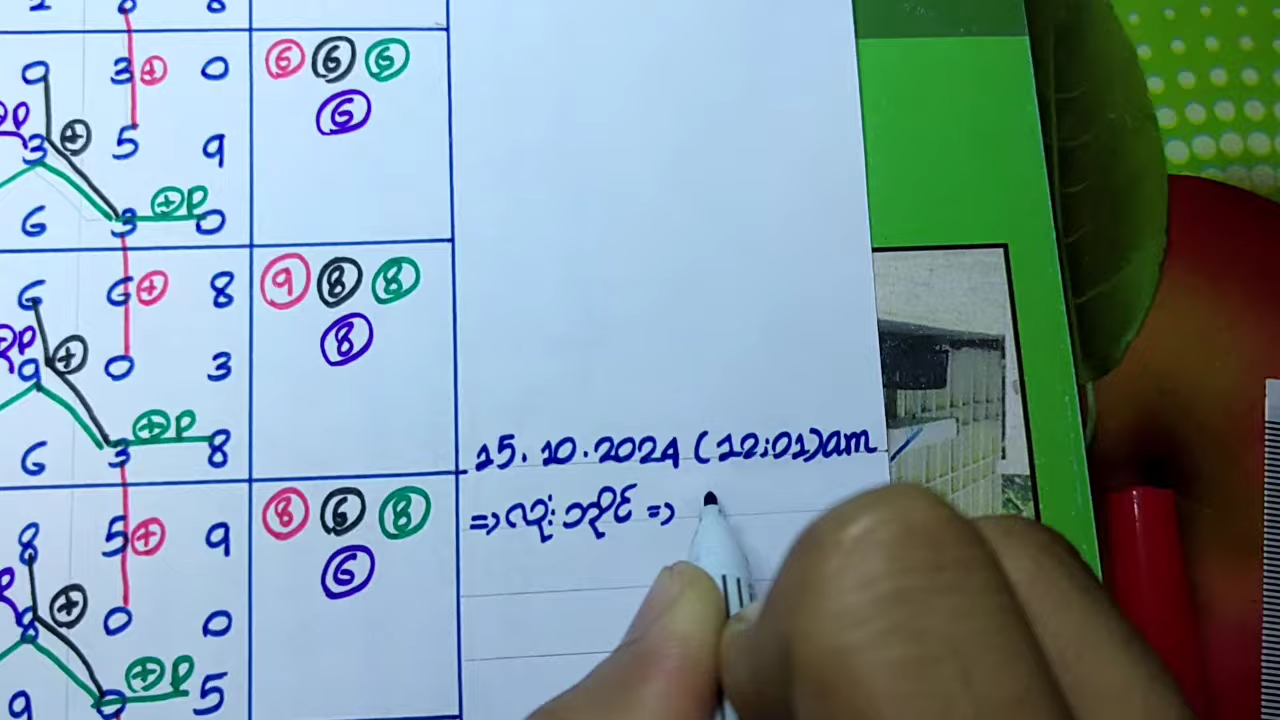 9 3 ⊕ 0 6 6 6
P 3 ⊕ 5 9 6
6 3 ⊕P 0
6 6 ⊕ 8 9 8 8
P 9 ⊕ 0 3 8
6 3 ⊕P 8
15.10.2024 (12:01)am
8 5 ⊕ 9 8 6 8
⇒လုံးဘိုင် ⇒
8 ⊕ 0 0 6
9 0 ⊕P 5